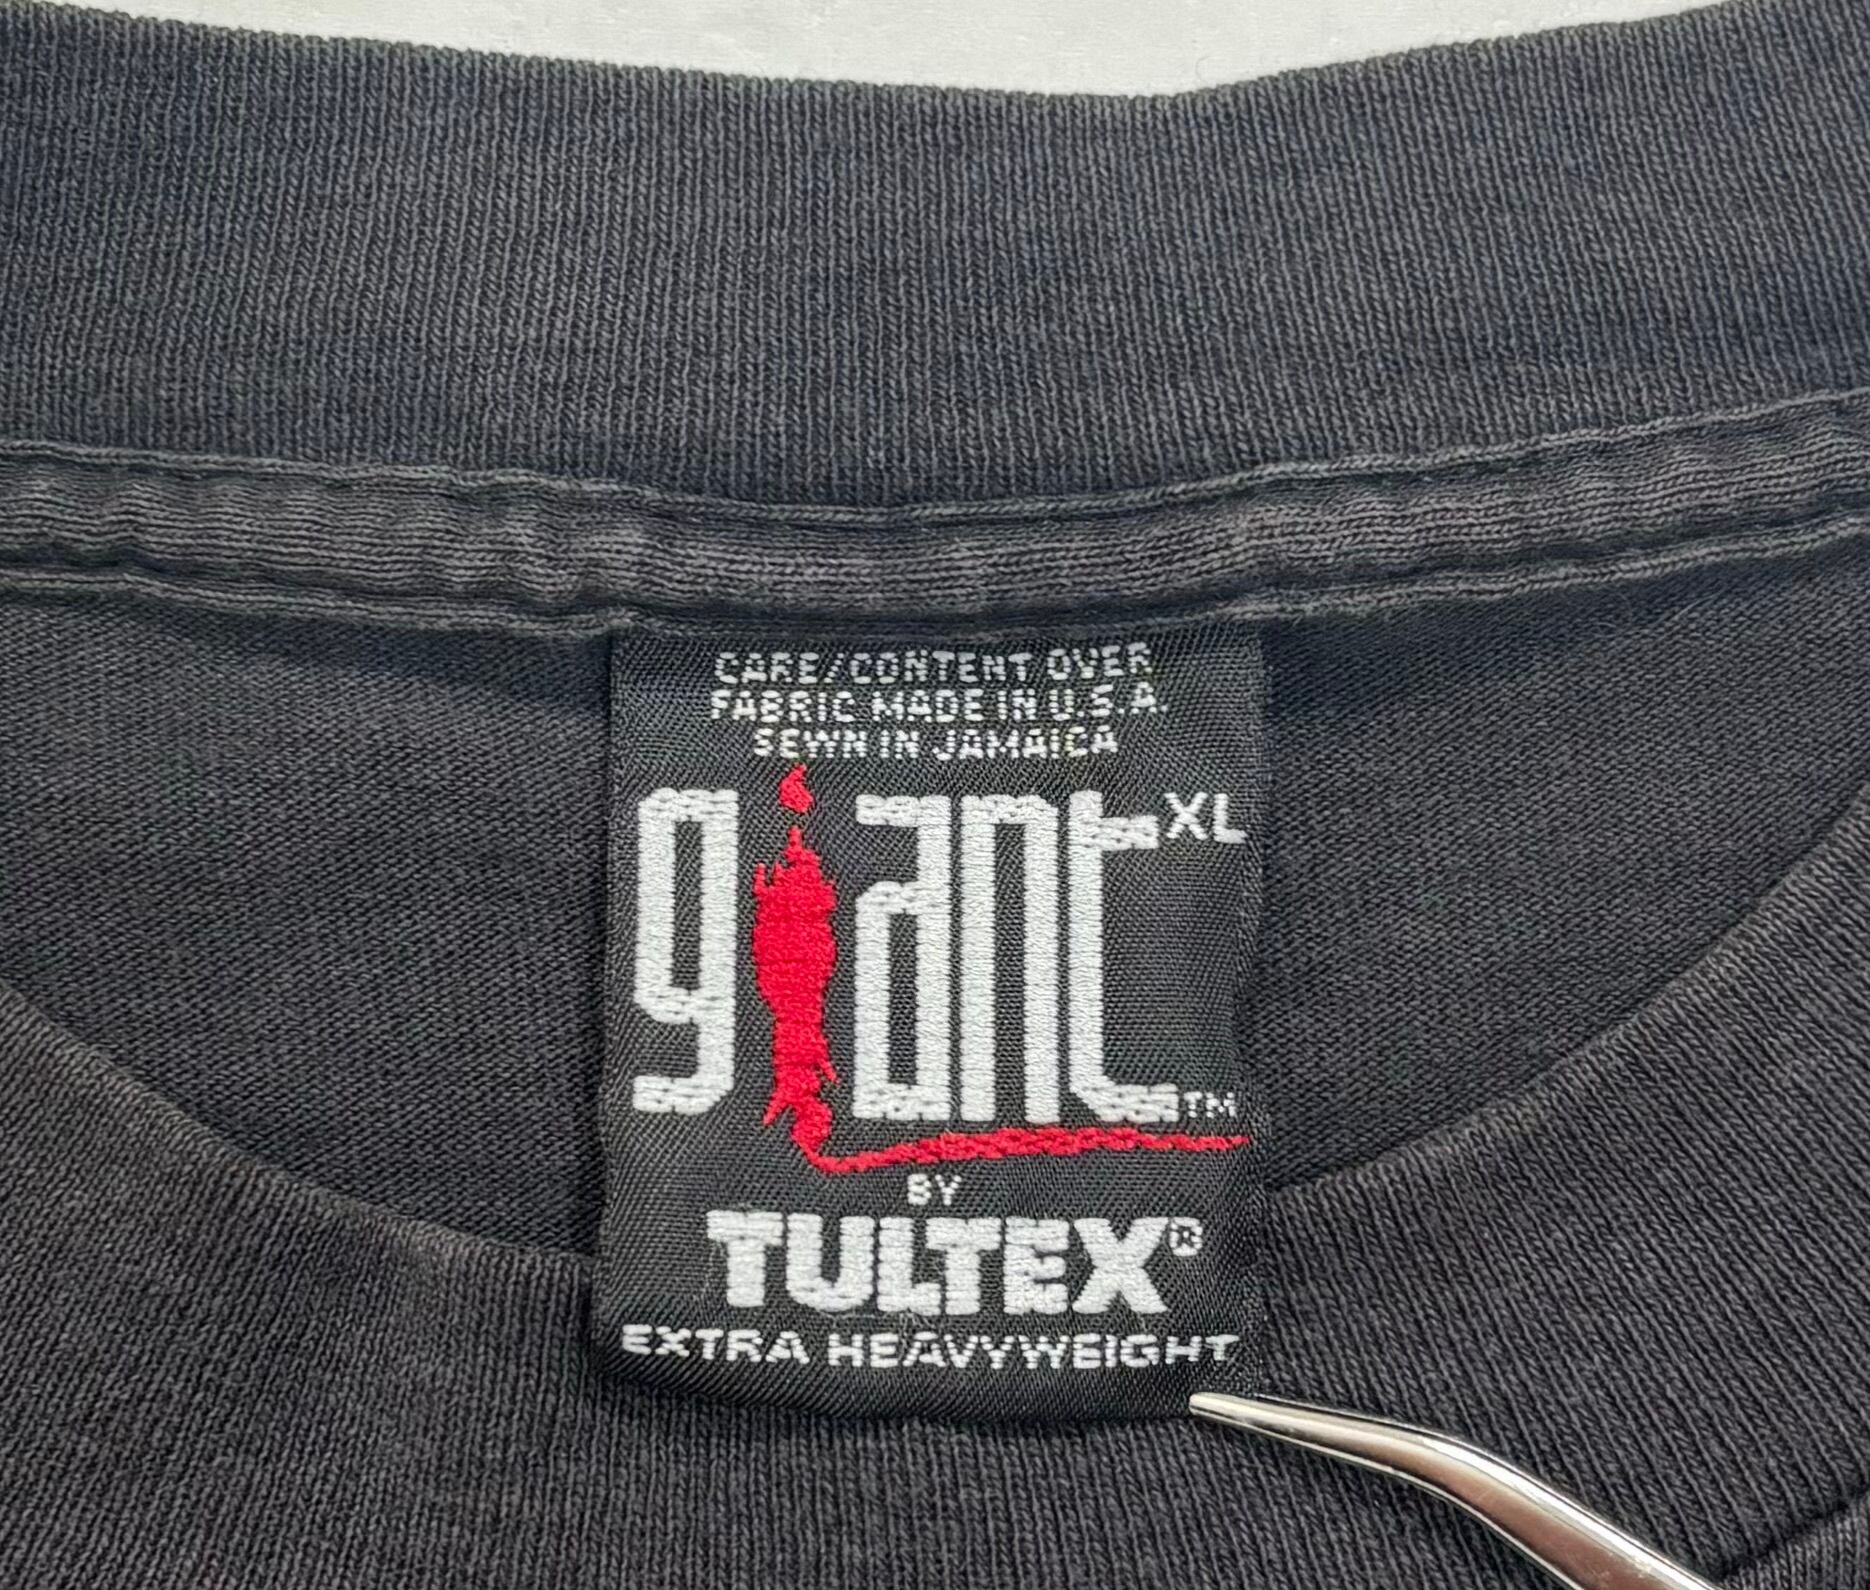 CARE/CONTENT OVER
FABRIC MADE IN U.S.A.
SEWN IN JAMAICA
giant XL
TM
BY
TULTEX®
EXTRA HEAVYWEIGHT